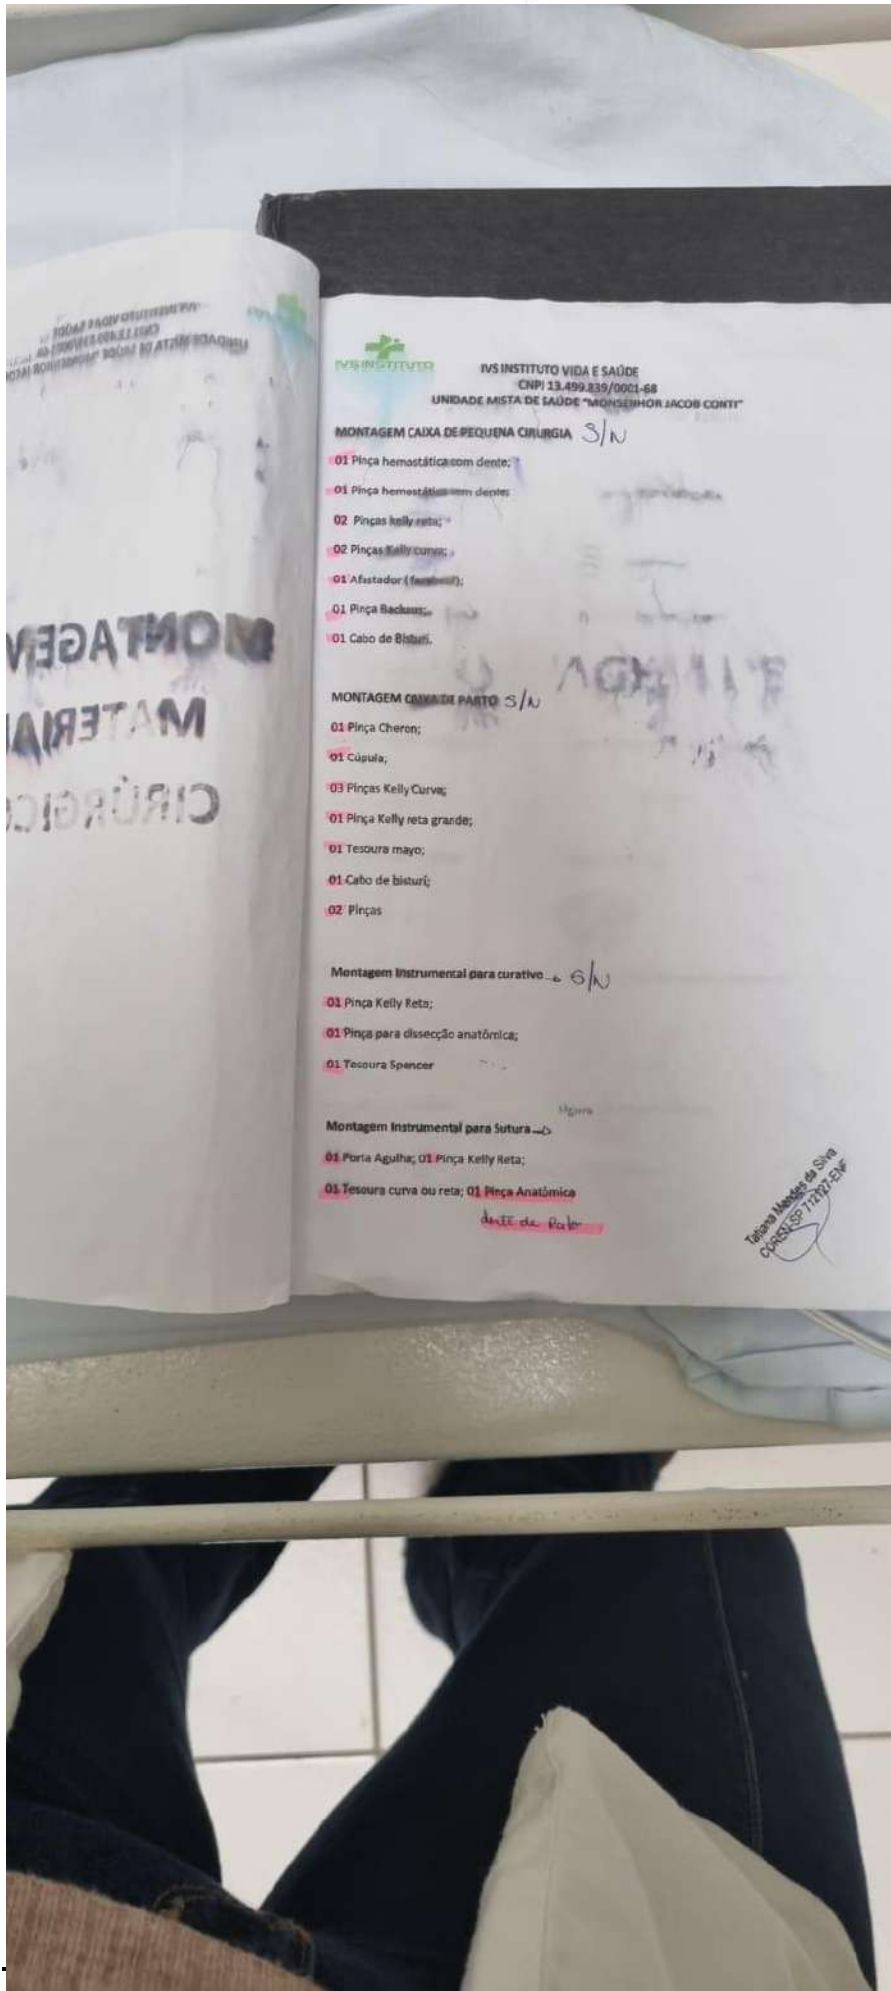 MONTAGEM
MATERIAL
CIRÚRGICO
IVS INSTITUTO
IVS INSTITUTO VIDA E SAÚDE
CNPJ 13.499.839/0001-68
UNIDADE MISTA DE SAÚDE "MONSENHOR JACOB CONTI"
MONTAGEM CAIXA DE PEQUENA CIRURGIA S/N
01 Pinça hemostática com dente;
01 Pinça hemostática sem dente;
02 Pinças kelly reta;
02 Pinças Kelly curva;
01 Afastador (farabeuf);
01 Pinça Backaus;
01 Cabo de Bisturi.
MONTAGEM CAIXA DE PARTO S/N
01 Pinça Cheron;
01 Cúpula;
03 Pinças Kelly Curva;
01 Pinça Kelly reta grande;
01 Tesoura mayo;
01 Cabo de bisturi;
02 Pinças
Montagem Instrumental para curativo → S/N
01 Pinça Kelly Reta;
01 Pinça para dissecção anatômica;
01 Tesoura Spencer
Montagem Instrumental para Sutura →
01 Porta Agulha; 01 Pinça Kelly Reta;
01 Tesoura curva ou reta; 01 Pinça Anatômica
dente de Rato
Tatiana Mendes da Silva
COREN-SP 712127-ENF